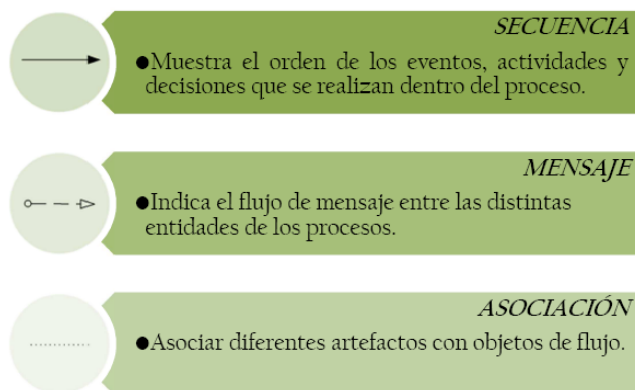 SECUENCIA
●Muestra el orden de los eventos, actividades y
decisiones que se realizan dentro del proceso.
MENSAJE
●Indica el flujo de mensaje entre las distintas
entidades de los procesos.
ASOCIACIÓN
●Asociar diferentes artefactos con objetos de flujo.